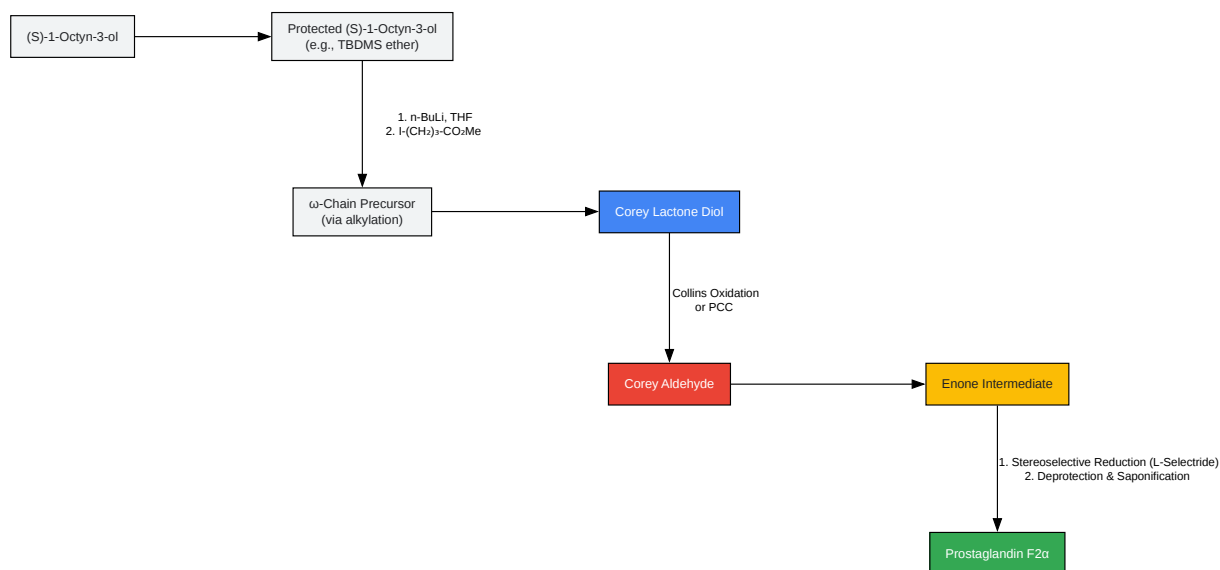 (S)-1-Octyn-3-ol
Protected (S)-1-Octyn-3-ol
(e.g., TBDMS ether)
1. n-BuLi, THF
2. I-(CH₂)₃-CO₂Me
ω-Chain Precursor
(via alkylation)
Corey Lactone Diol
Collins Oxidation
or PCC
Corey Aldehyde
Enone Intermediate
1. Stereoselective Reduction (L-Selectride)
2. Deprotection & Saponification
Prostaglandin F2α